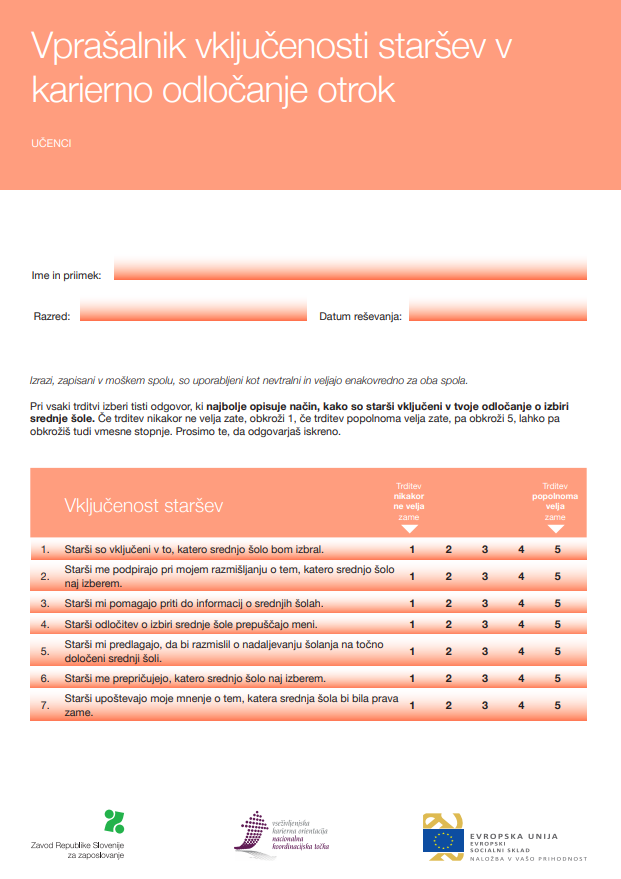 Vprašalnik vključenosti staršev v
karierno odločanje otrok
UČENCI
Ime in priimek:
Razred: Datum reševanja:
Izrazi, zapisani v moškem spolu, so uporabljeni kot nevtralni in veljajo enakovredno za oba spola.
Pri vsaki trditvi izberi tisti odgovor, ki najbolje opisuje način, kako so starši vključeni v tvoje odločanje o izbiri
srednje šole. Če trditev nikakor ne velja zate, obkroži 1, če trditev popolnoma velja zate, pa obkroži 5, lahko pa
obkrožiš tudi vmesne stopnje. Prosimo te, da odgovarjaš iskreno.
Vključenost staršev
Trditev
nikakor
ne velja
zame
Trditev
popolnoma
velja
zame
1. Starši so vključeni v to, katero srednjo šolo bom izbral. 1 2 3 4 5
2. Starši me podpirajo pri mojem razmišljanju o tem, katero srednjo šolo
naj izberem. 1 2 3 4 5
3. Starši mi pomagajo priti do informacij o srednjih šolah. 1 2 3 4 5
4. Starši odločitev o izbiri srednje šole prepuščajo meni. 1 2 3 4 5
5. Starši mi predlagajo, da bi razmislil o nadaljevanju šolanja na točno
določeni srednji šoli. 1 2 3 4 5
6. Starši me prepričujejo, katero srednjo šolo naj izberem. 1 2 3 4 5
7. Starši upoštevajo moje mnenje o tem, katera srednja šola bi bila prava
zame. 1 2 3 4 5
Zavod Republike Slovenije
za zaposlovanje
vseživljenjska
karierna orientacija
nacionalna
koordinacijska točka
EVROPSKA UNIJA
EVROPSKI
SOCIALNI SKLAD
NALOŽBA V VAŠO PRIHODNOST